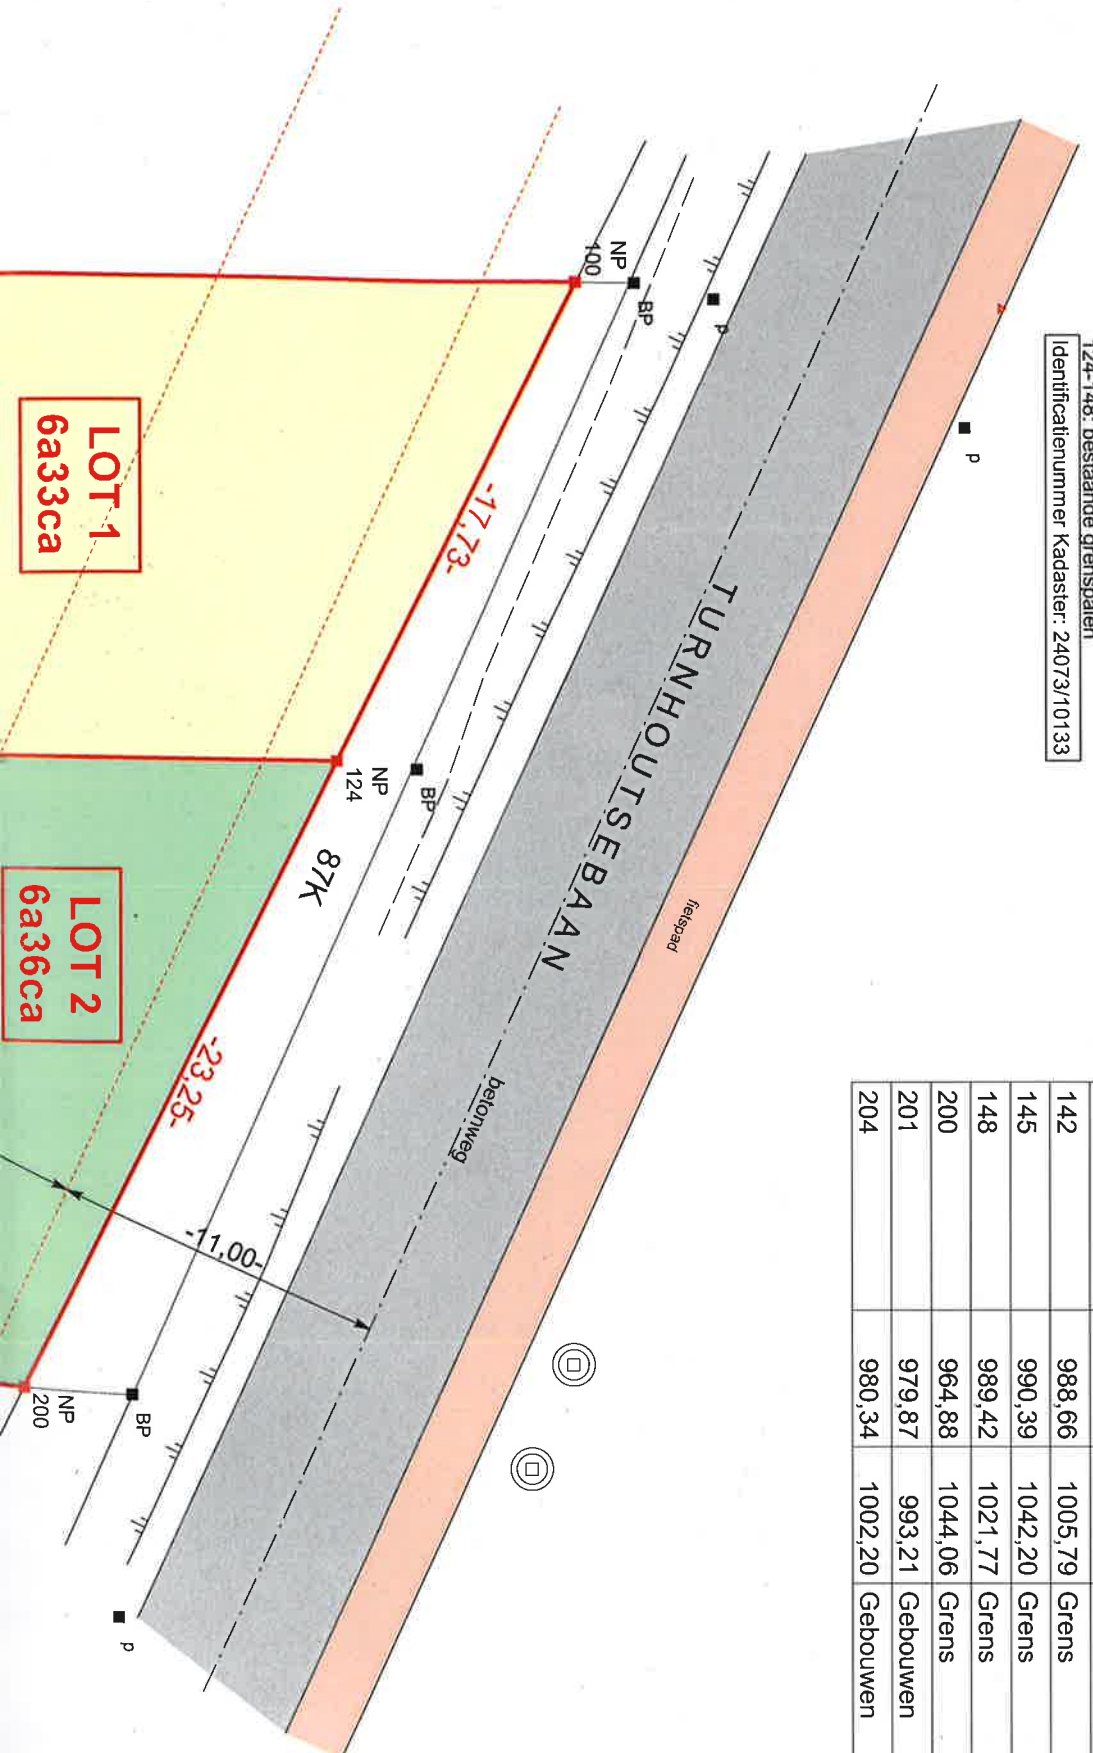 124-148: bestaande grenspalen
Identificatienummer Kadaster: 24073/10133
142 988,66 1005,79 Grens
145 990,39 1042,20 Grens
148 989,42 1021,77 Grens
200 964,88 1044,06 Grens
201 979,87 993,21 Gebouwen
204 980,34 1002,20 Gebouwen
p
p
NP
100
BP
TURNHOUTSEBAAN
fietspad
betonweg
-17,73-
LOT 1
6a33ca
NP
124
BP
87K
LOT 2
6a36ca
-23,25-
-11,00-
NP
200
BP
p